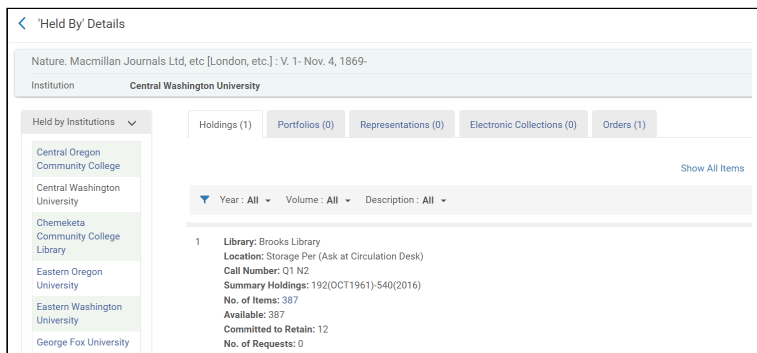 'Held By' Details
Nature. Macmillan Journals Ltd, etc [London, etc.] : V. 1- Nov. 4, 1869-
Institution Central Washington University
Held by Institutions
Central Oregon
Community College
Central Washington
University
Chemeketa
Community College
Library
Eastern Oregon
University
Eastern Washington
University
George Fox University
Holdings (1) Portfolios (0) Representations (0) Electronic Collections (0) Orders (1)
Show All Items
Year : All Volume : All Description : All
1 Library: Brooks Library
Location: Storage Per (Ask at Circulation Desk)
Call Number: Q1 N2
Summary Holdings: 192(OCT1961)-540(2016)
No. of Items: 387
Available: 387
Committed to Retain: 12
No. of Requests: 0